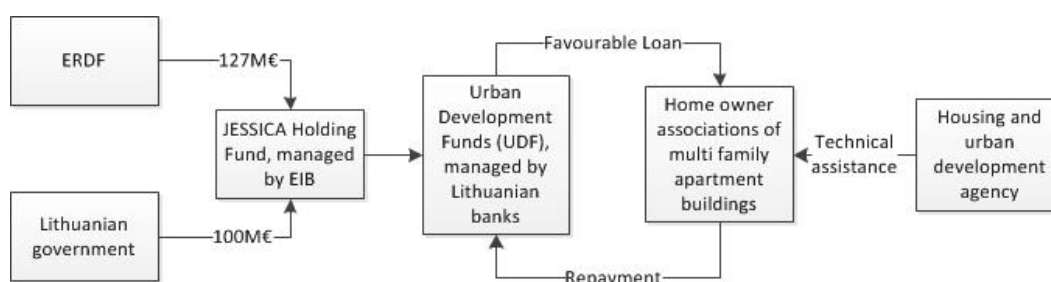 ERDF
127M€
Lithuanian
government
100M€
JESSICA Holding
Fund, managed
by EIB
Urban
Development
Funds (UDF),
managed by
Lithuanian
banks
Favourable Loan
Home owner
associations of
multi family
apartment
buildings
Repayment
Technical
assistance
Housing and
urban
development
agency